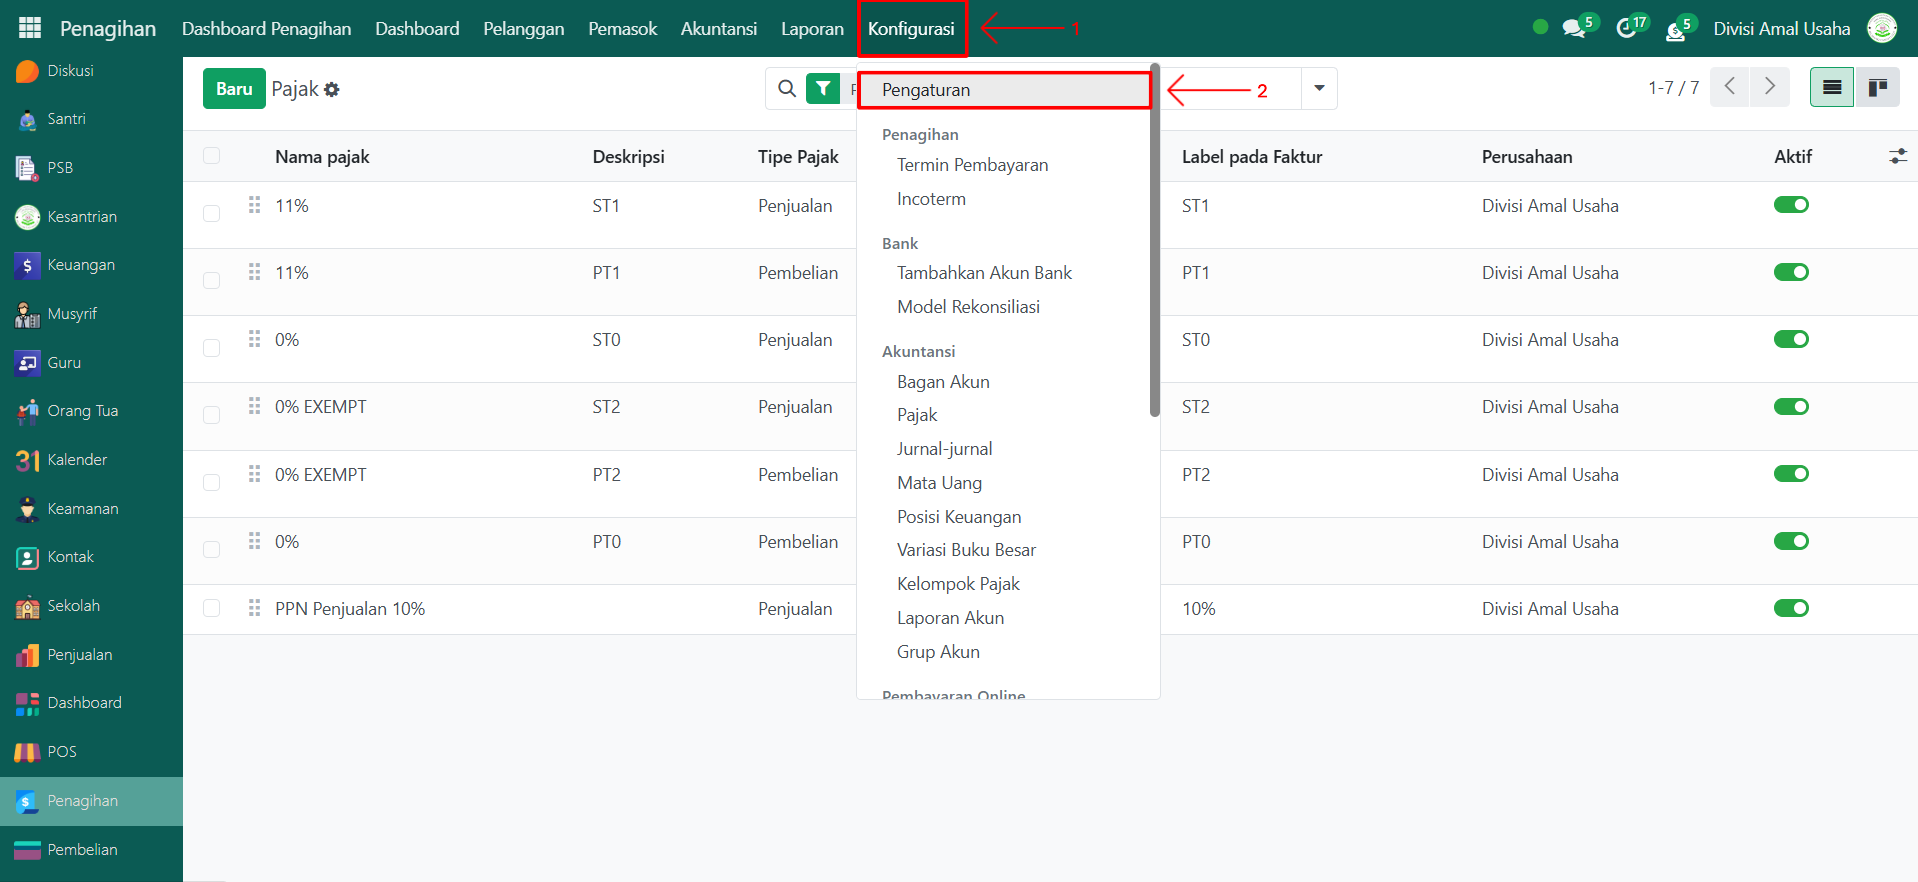 Penagihan Dashboard Penagihan Dashboard Pelanggan Pemasok Akuntansi Laporan Konfigurasi 1 5 17 5 Divisi Amal Usaha
Diskusi
Santri
PSB
Kesantrian
Keuangan
Musyrif
Guru
Orang Tua
31 Kalender
Keamanan
Kontak
Sekolah
Penjualan
Dashboard
POS
Penagihan
Pembelian
Baru Pajak 1-7 / 7
Pengaturan 2
Penagihan
Termin Pembayaran
Incoterm
Bank
Tambahkan Akun Bank
Model Rekonsiliasi
Akuntansi
Bagan Akun
Pajak
Jurnal-jurnal
Mata Uang
Posisi Keuangan
Variasi Buku Besar
Kelompok Pajak
Laporan Akun
Grup Akun
Pembayaran Online
Nama pajak Deskripsi Tipe Pajak Label pada Faktur Perusahaan Aktif
11% ST1 Penjualan ST1 Divisi Amal Usaha
11% PT1 Pembelian PT1 Divisi Amal Usaha
0% ST0 Penjualan ST0 Divisi Amal Usaha
0% EXEMPT ST2 Penjualan ST2 Divisi Amal Usaha
0% EXEMPT PT2 Pembelian PT2 Divisi Amal Usaha
0% PT0 Pembelian PT0 Divisi Amal Usaha
PPN Penjualan 10% Penjualan 10% Divisi Amal Usaha